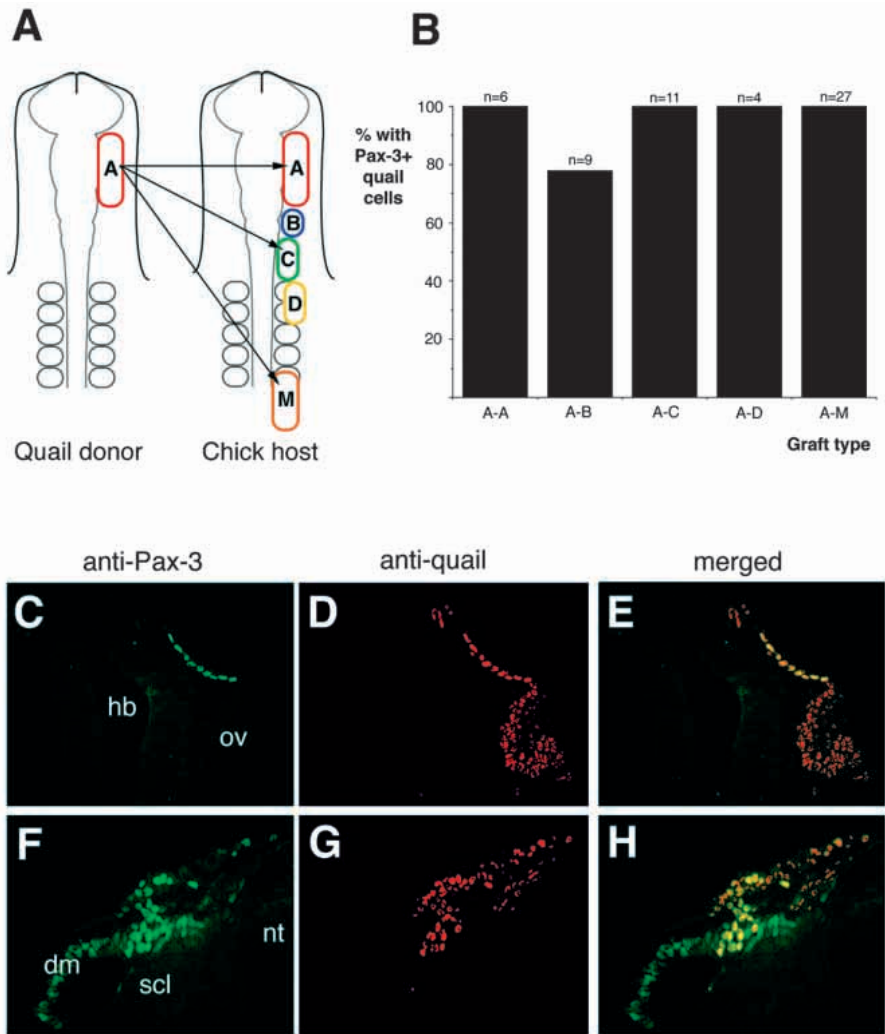 A
B
A
A
B
C
D
M
Quail donor
Chick host
% with
Pax-3+
quail
cells
100
80
60
40
20
n=6
n=9
n=11
n=4
n=27
A-A
A-B
A-C
A-D
A-M
Graft type
anti-Pax-3
anti-quail
merged
C
D
E
hb
ov
F
G
H
nt
dm
scl